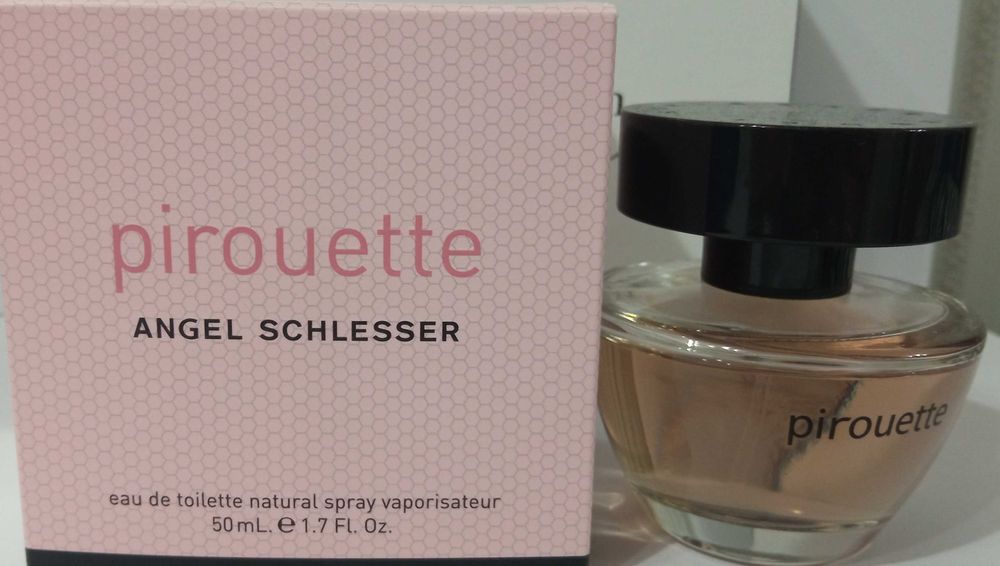 pirouette
ANGEL SCHLESSER
eau de toilette natural spray vaporisateur
50 mL. ℮ 1.7 Fl. Oz.
pirouette